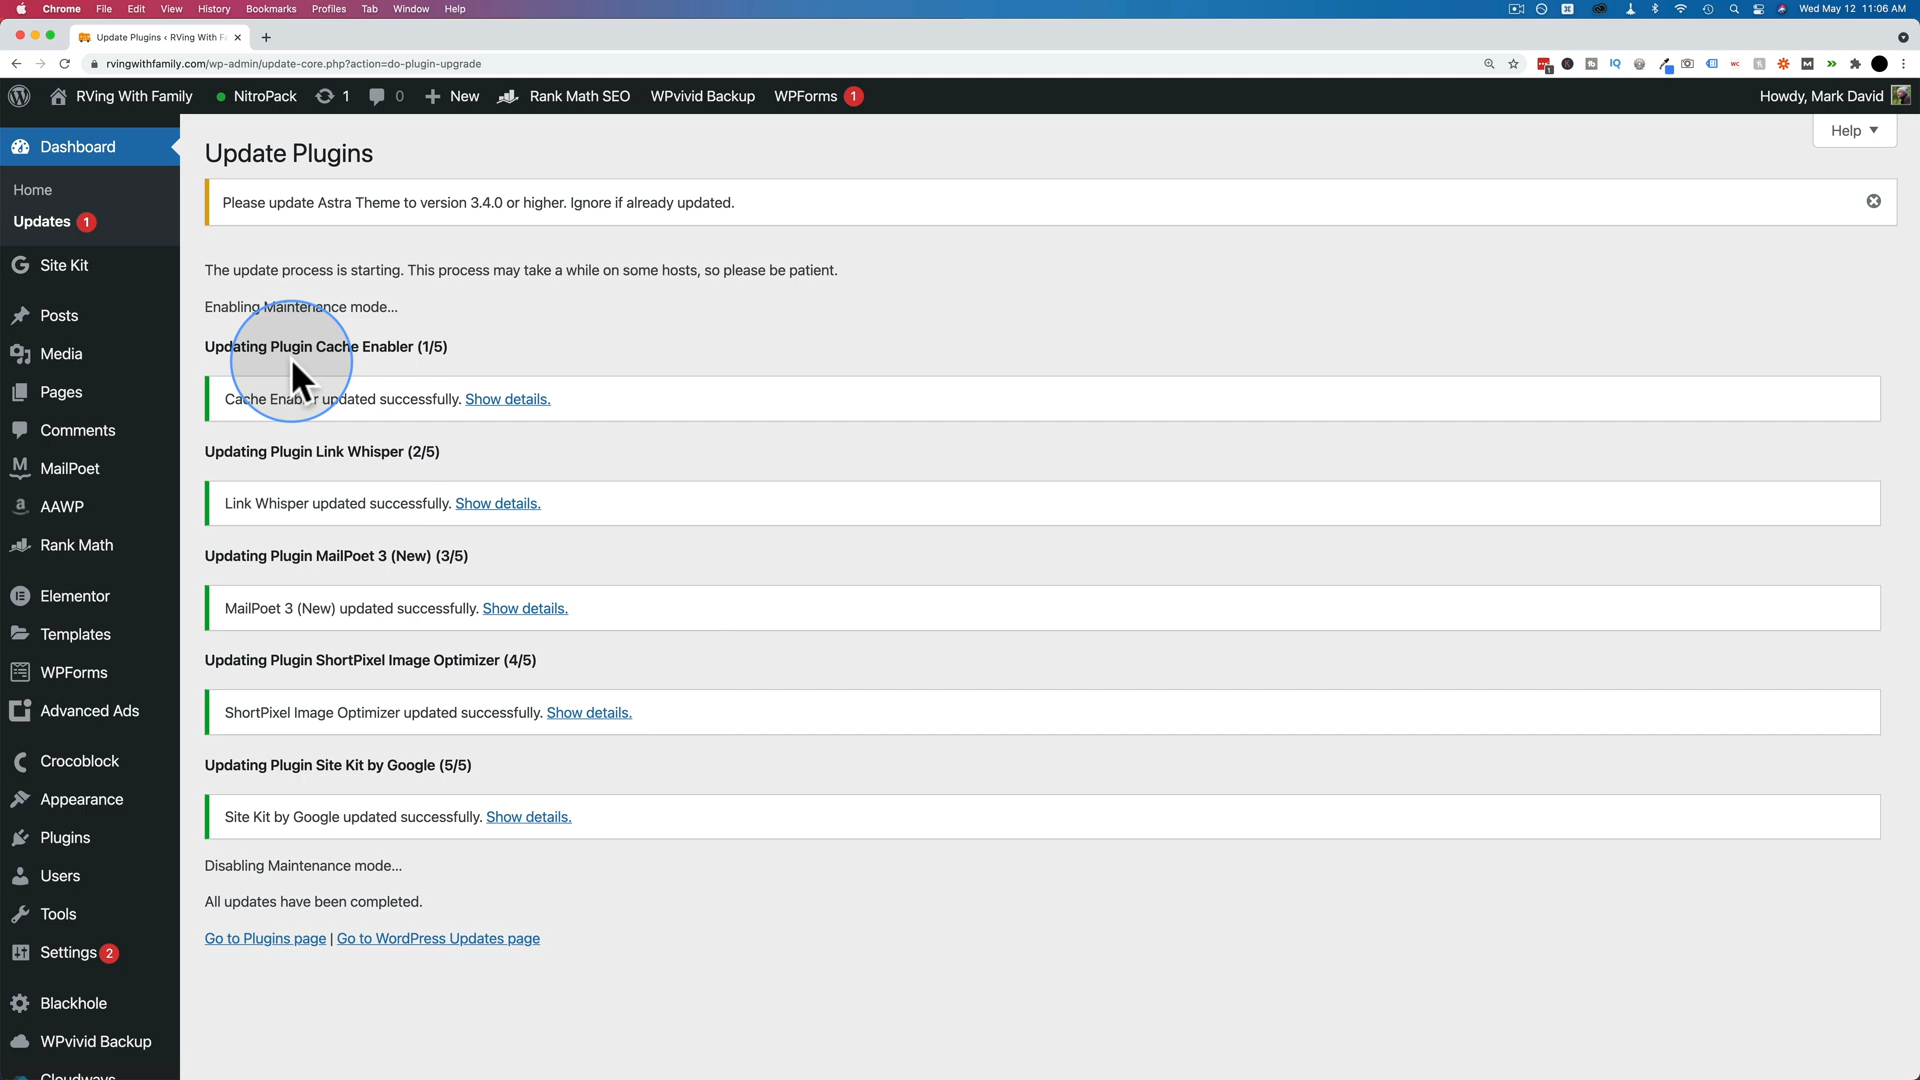 Chrome File Edit View History Bookmarks Profiles Tab Window Help Wed May 12 11:06 AM
Update Plugins ‹ RVing With Fa
rvingwithfamily.com/wp-admin/update-core.php?action=do-plugin-upgrade
RVing With Family NitroPack 1 0 New Rank Math SEO WPvivid Backup WPForms 1 Howdy, Mark David
Help
Dashboard
Home
Updates 1
Site Kit
Posts
Media
Pages
Comments
MailPoet
AAWP
Rank Math
Elementor
Templates
WPForms
Advanced Ads
Crocoblock
Appearance
Plugins
Users
Tools
Settings 2
Blackhole
WPvivid Backup
Cloudways
Update Plugins
Please update Astra Theme to version 3.4.0 or higher. Ignore if already updated.
The update process is starting. This process may take a while on some hosts, so please be patient.
Enabling Maintenance mode...
Updating Plugin Cache Enabler (1/5)
Cache Enabler updated successfully. Show details.
Updating Plugin Link Whisper (2/5)
Link Whisper updated successfully. Show details.
Updating Plugin MailPoet 3 (New) (3/5)
MailPoet 3 (New) updated successfully. Show details.
Updating Plugin ShortPixel Image Optimizer (4/5)
ShortPixel Image Optimizer updated successfully. Show details.
Updating Plugin Site Kit by Google (5/5)
Site Kit by Google updated successfully. Show details.
Disabling Maintenance mode...
All updates have been completed.
Go to Plugins page | Go to WordPress Updates page